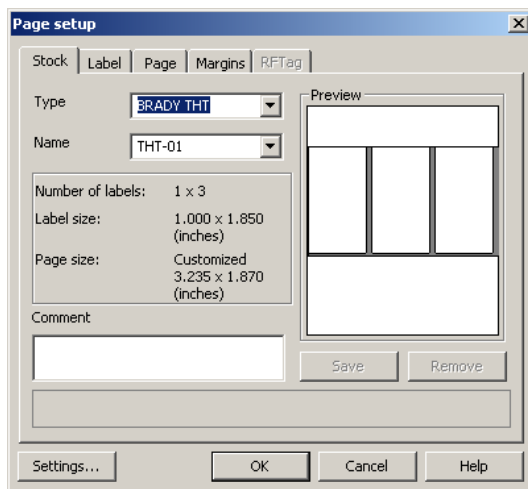 Page setup
Stock Label Page Margins RFTag
Type BRADY THT
Name THT-01
Number of labels: 1 x 3
Label size: 1.000 x 1.850
(inches)
Page size: Customized
3.235 x 1.870
(inches)
Comment
Preview
Save Remove
Settings... OK Cancel Help